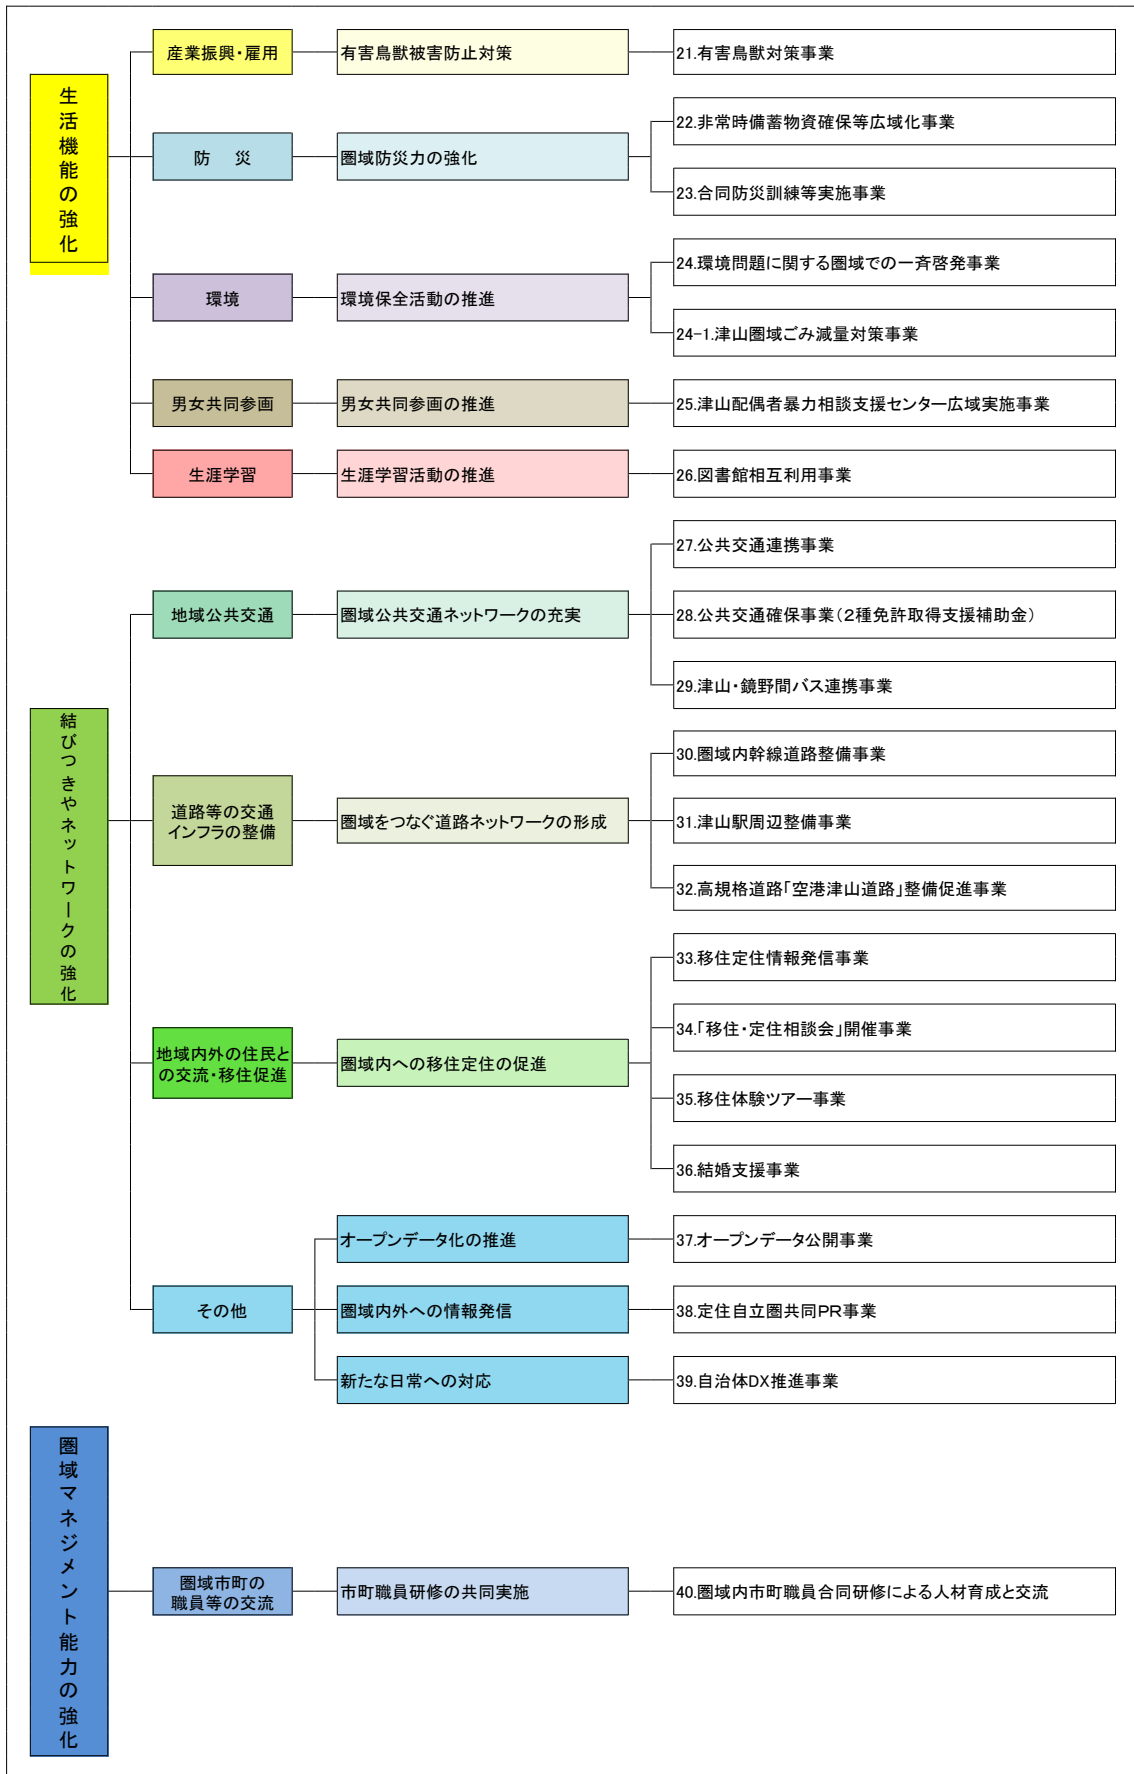 生活機能の強化
産業振興・雇用
有害鳥獣被害防止対策
21.有害鳥獣対策事業
防 災
圏域防災力の強化
22.非常時備蓄物資確保等広域化事業
23.合同防災訓練等実施事業
環境
環境保全活動の推進
24.環境問題に関する圏域での一斉啓発事業
24-1.津山圏域ごみ減量対策事業
男女共同参画
男女共同参画の推進
25.津山配偶者暴力相談支援センター広域実施事業
生涯学習
生涯学習活動の推進
26.図書館相互利用事業
結びつきやネットワークの強化
地域公共交通
圏域公共交通ネットワークの充実
27.公共交通連携事業
28.公共交通確保事業(2種免許取得支援補助金)
29.津山・鏡野間バス連携事業
道路等の交通
インフラの整備
圏域をつなぐ道路ネットワークの形成
30.圏域内幹線道路整備事業
31.津山駅周辺整備事業
32.高規格道路「空港津山道路」整備促進事業
地域内外の住民と
の交流・移住促進
圏域内への移住定住の促進
33.移住定住情報発信事業
34.「移住・定住相談会」開催事業
35.移住体験ツアー事業
36.結婚支援事業
その他
オープンデータ化の推進
37.オープンデータ公開事業
圏域内外への情報発信
38.定住自立圏共同PR事業
新たな日常への対応
39.自治体DX推進事業
圏域マネジメント能力の強化
圏域市町の
職員等の交流
市町職員研修の共同実施
40.圏域内市町職員合同研修による人材育成と交流